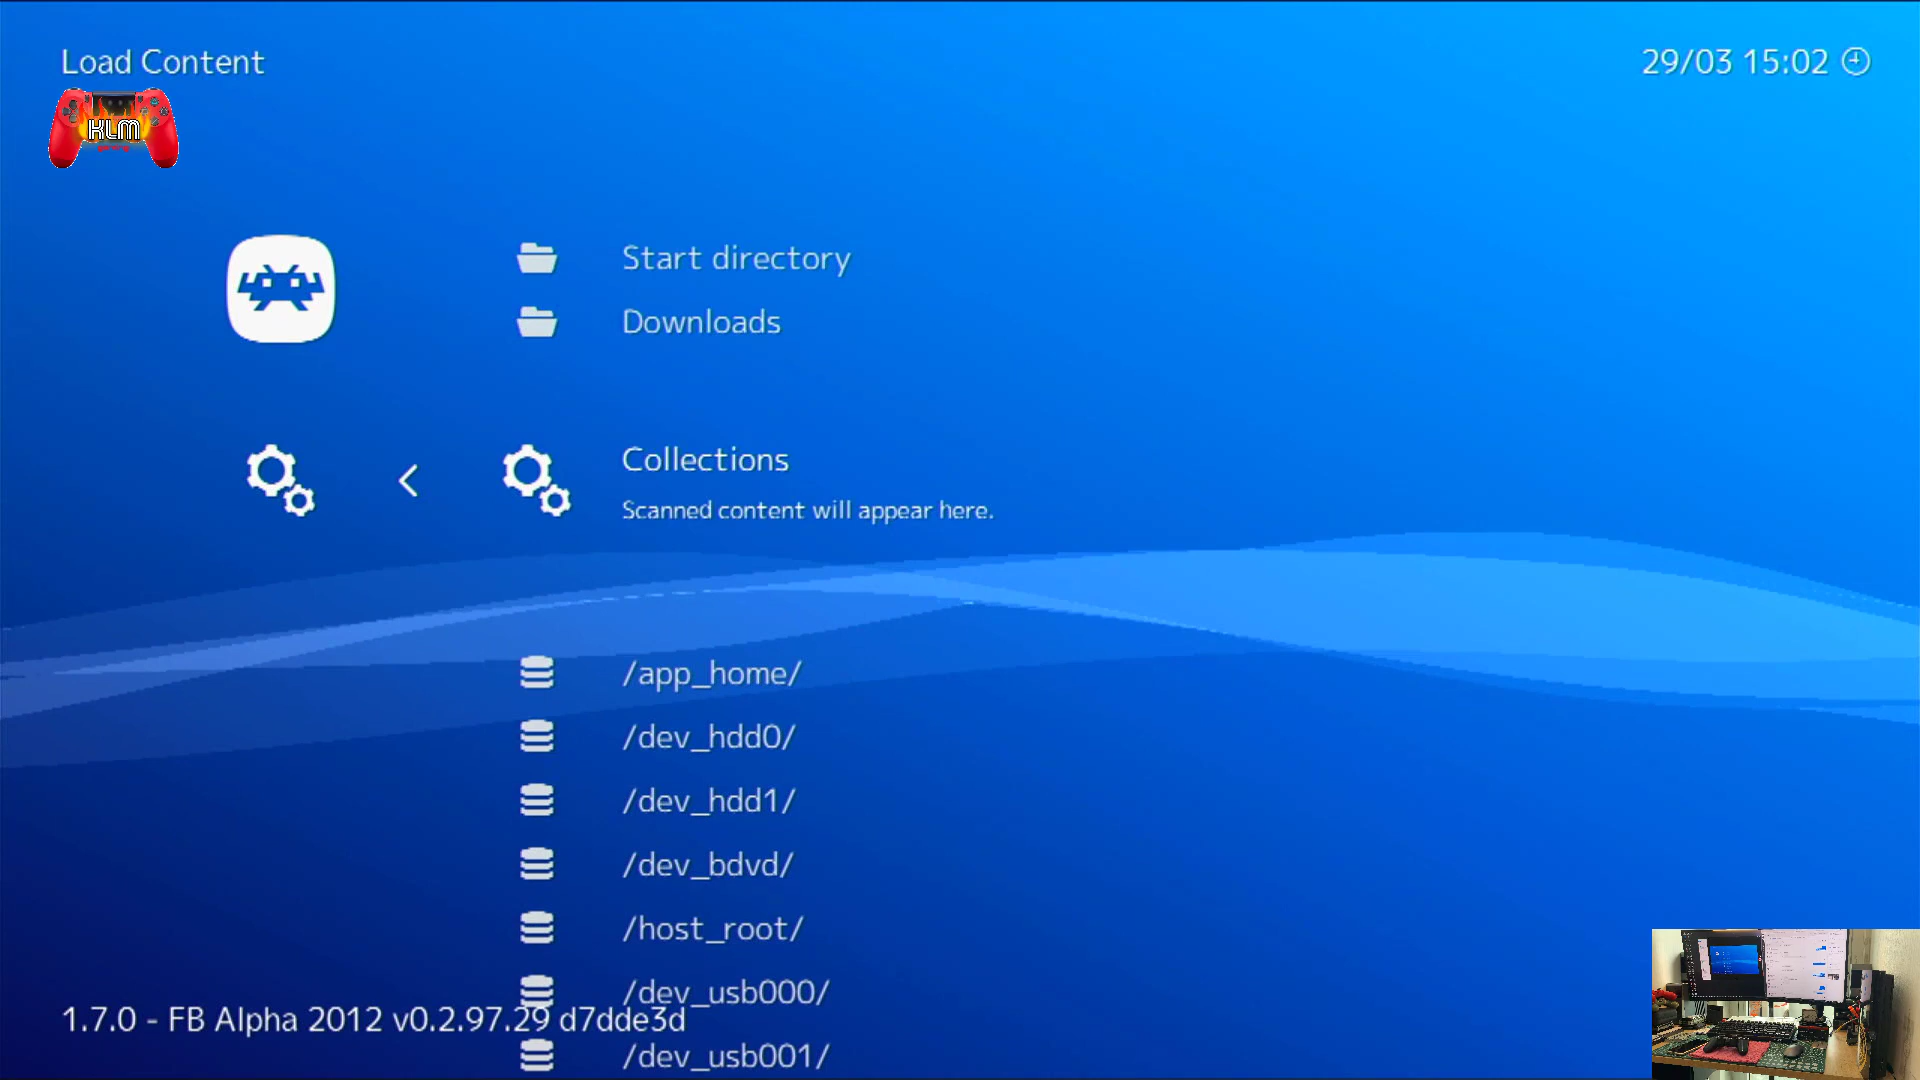 Load Content
29/03 15:02
KLM
Start directory
Downloads
Collections
Scanned content will appear here.
/app_home/
/dev_hdd0/
/dev_hdd1/
/dev_bdvd/
/host_root/
/dev_usb000/
1.7.0 - FB Alpha 2012 v0.2.97.29 d7dde3d
/dev_usb001/